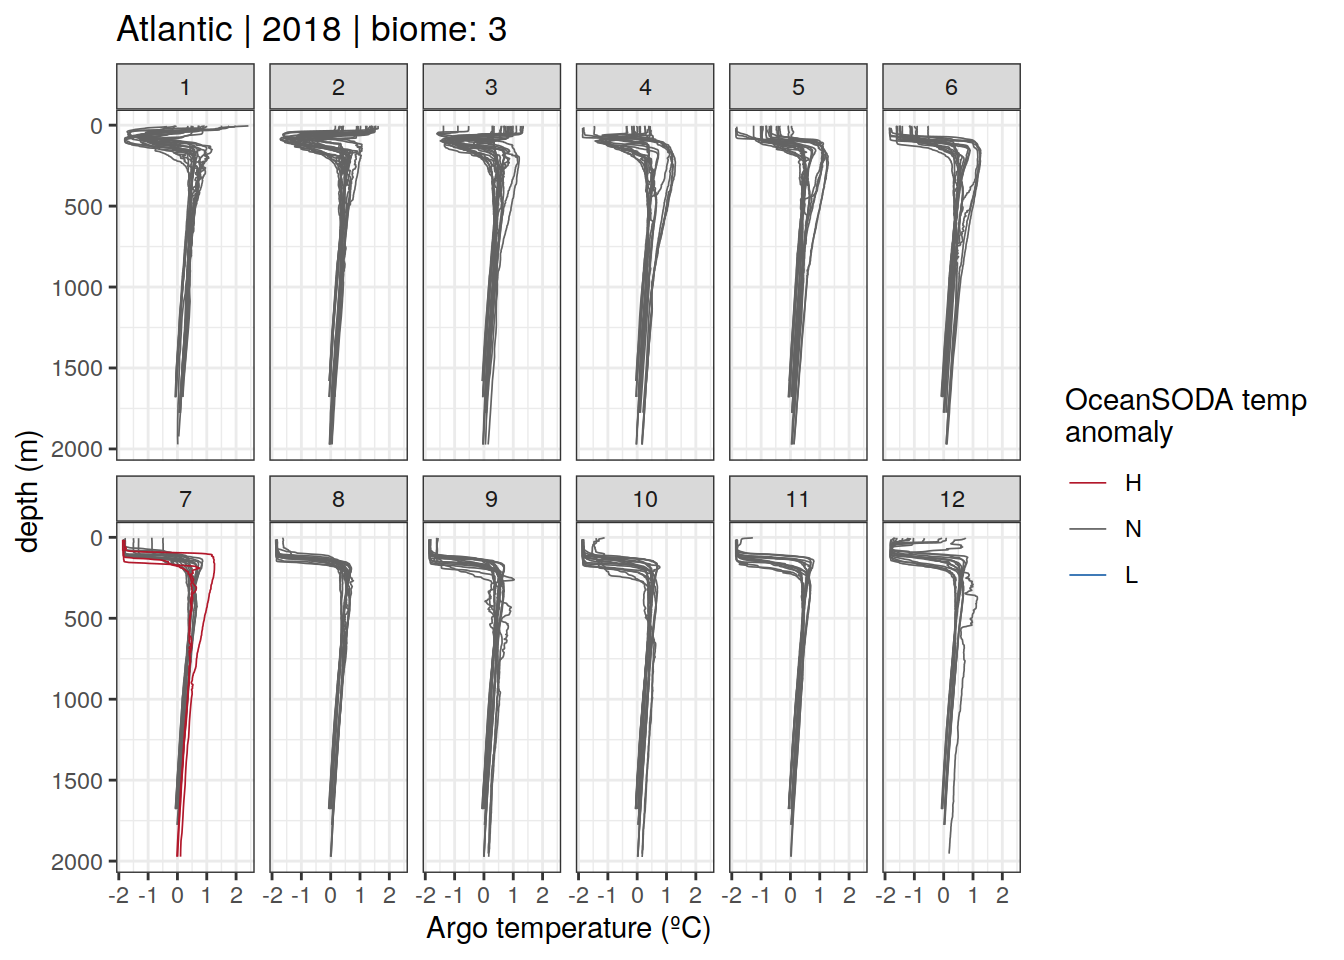 Atlantic | 2018 | biome: 3
1 2 3 4 5 6
0
500
1000
1500
2000
7 8 9 10 11 12
0
500
1000
1500
2000
-2 -1 0 1 2 -2 -1 0 1 2 -2 -1 0 1 2 -2 -1 0 1 2 -2 -1 0 1 2 -2 -1 0 1 2
Argo temperature (ºC)
depth (m)
OceanSODA temp
anomaly
H
N
L